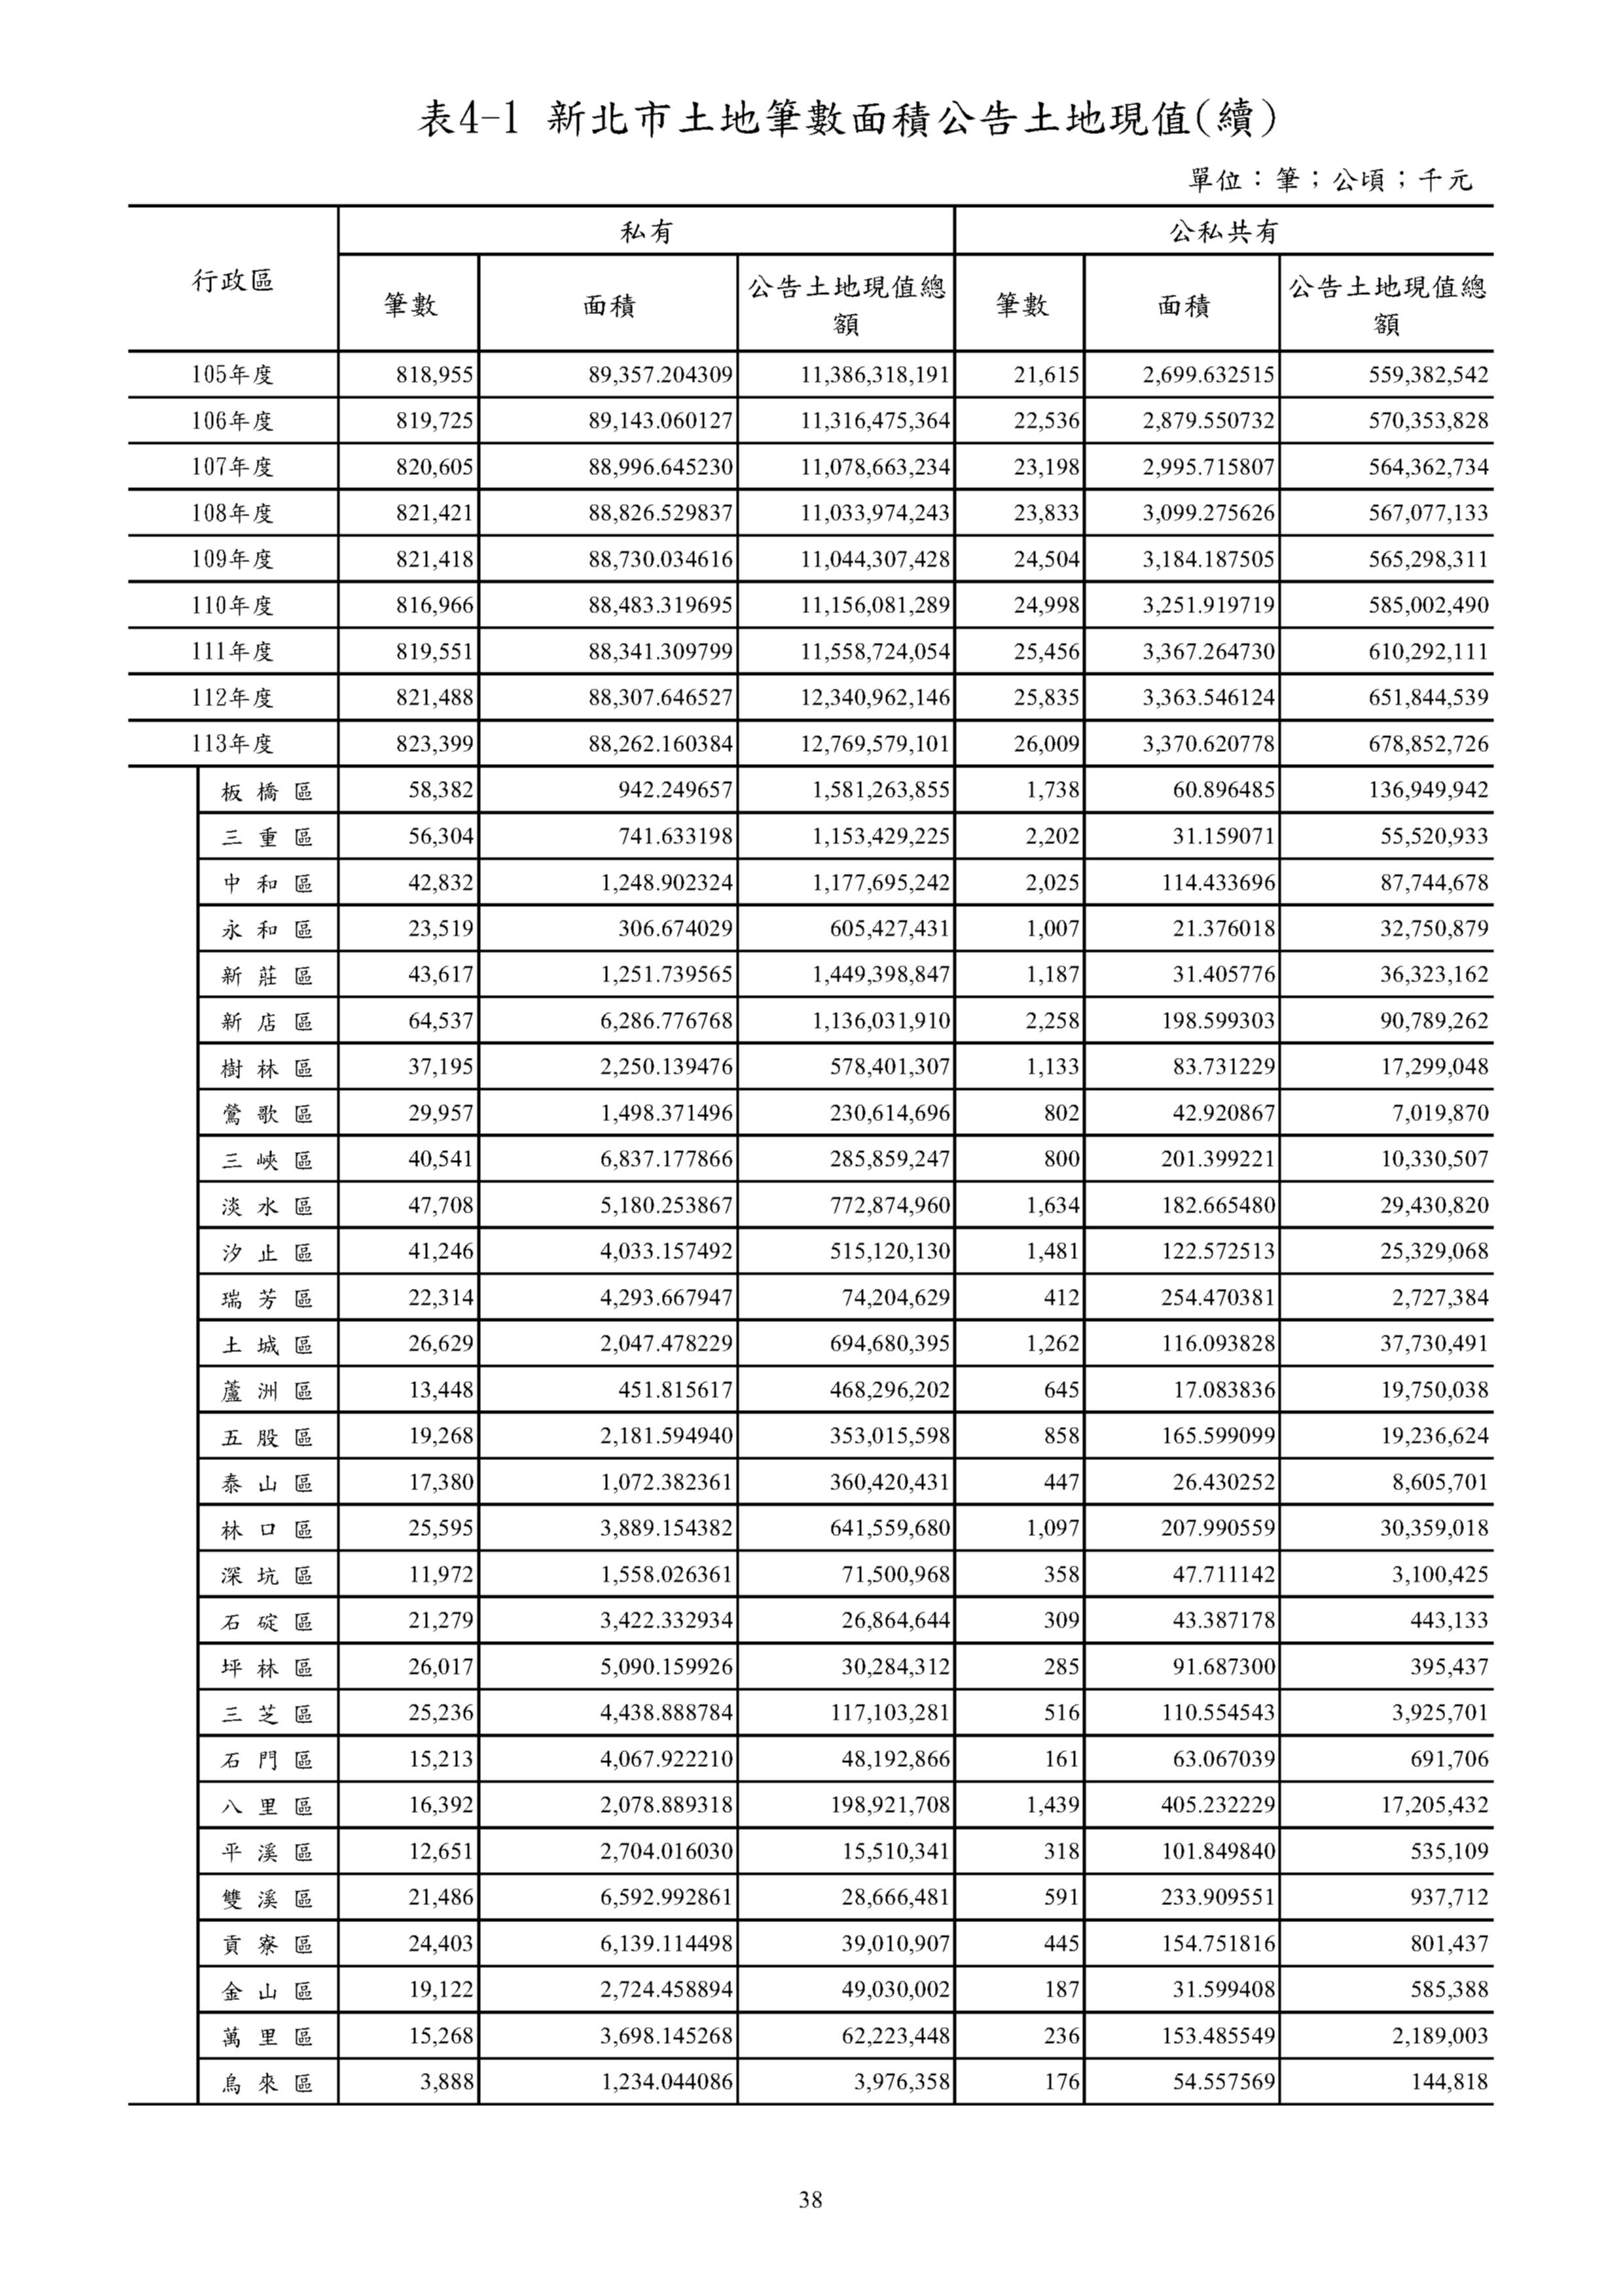 表4-1 新北市土地筆數面積公告土地現值(續)
單位：筆；公頃；千元
行政區 私有 公私共有
筆數 面積 公告土地現值總額 筆數 面積 公告土地現值總額
105年度 818,955 89,357.204309 11,386,318,191 21,615 2,699.632515 559,382,542
106年度 819,725 89,143.060127 11,316,475,364 22,536 2,879.550732 570,353,828
107年度 820,605 88,996.645230 11,078,663,234 23,198 2,995.715807 564,362,734
108年度 821,421 88,826.529837 11,033,974,243 23,833 3,099.275626 567,077,133
109年度 821,418 88,730.034616 11,044,307,428 24,504 3,184.187505 565,298,311
110年度 816,966 88,483.319695 11,156,081,289 24,998 3,251.919719 585,002,490
111年度 819,551 88,341.309799 11,558,724,054 25,456 3,367.264730 610,292,111
112年度 821,488 88,307.646527 12,340,962,146 25,835 3,363.546124 651,844,539
113年度 823,399 88,262.160384 12,769,579,101 26,009 3,370.620778 678,852,726
板橋區 58,382 942.249657 1,581,263,855 1,738 60.896485 136,949,942
三重區 56,304 741.633198 1,153,429,225 2,202 31.159071 55,520,933
中和區 42,832 1,248.902324 1,177,695,242 2,025 114.433696 87,744,678
永和區 23,519 306.674029 605,427,431 1,007 21.376018 32,750,879
新莊區 43,617 1,251.739565 1,449,398,847 1,187 31.405776 36,323,162
新店區 64,537 6,286.776768 1,136,031,910 2,258 198.599303 90,789,262
樹林區 37,195 2,250.139476 578,401,307 1,133 83.731229 17,299,048
鶯歌區 29,957 1,498.371496 230,614,696 802 42.920867 7,019,870
三峽區 40,541 6,837.177866 285,859,247 800 201.399221 10,330,507
淡水區 47,708 5,180.253867 772,874,960 1,634 182.665480 29,430,820
汐止區 41,246 4,033.157492 515,120,130 1,481 122.572513 25,329,068
瑞芳區 22,314 4,293.667947 74,204,629 412 254.470381 2,727,384
土城區 26,629 2,047.478229 694,680,395 1,262 116.093828 37,730,491
蘆洲區 13,448 451.815617 468,296,202 645 17.083836 19,750,038
五股區 19,268 2,181.594940 353,015,598 858 165.599099 19,236,624
泰山區 17,380 1,072.382361 360,420,431 447 26.430252 8,605,701
林口區 25,595 3,889.154382 641,559,680 1,097 207.990559 30,359,018
深坑區 11,972 1,558.026361 71,500,968 358 47.711142 3,100,425
石碇區 21,279 3,422.332934 26,864,644 309 43.387178 443,133
坪林區 26,017 5,090.159926 30,284,312 285 91.687300 395,437
三芝區 25,236 4,438.888784 117,103,281 516 110.554543 3,925,701
石門區 15,213 4,067.922210 48,192,866 161 63.067039 691,706
八里區 16,392 2,078.889318 198,921,708 1,439 405.232229 17,205,432
平溪區 12,651 2,704.016030 15,510,341 318 101.849840 535,109
雙溪區 21,486 6,592.992861 28,666,481 591 233.909551 937,712
貢寮區 24,403 6,139.114498 39,010,907 445 154.751816 801,437
金山區 19,122 2,724.458894 49,030,002 187 31.599408 585,388
萬里區 15,268 3,698.145268 62,223,448 236 153.485549 2,189,003
烏來區 3,888 1,234.044086 3,976,358 176 54.557569 144,818
38